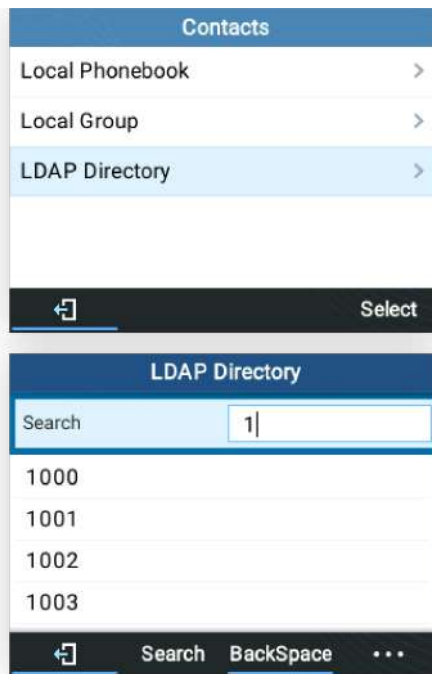 Contacts
Local Phonebook
Local Group
LDAP Directory
Select
LDAP Directory
Search 1
1000
1001
1002
1003
Search BackSpace ...